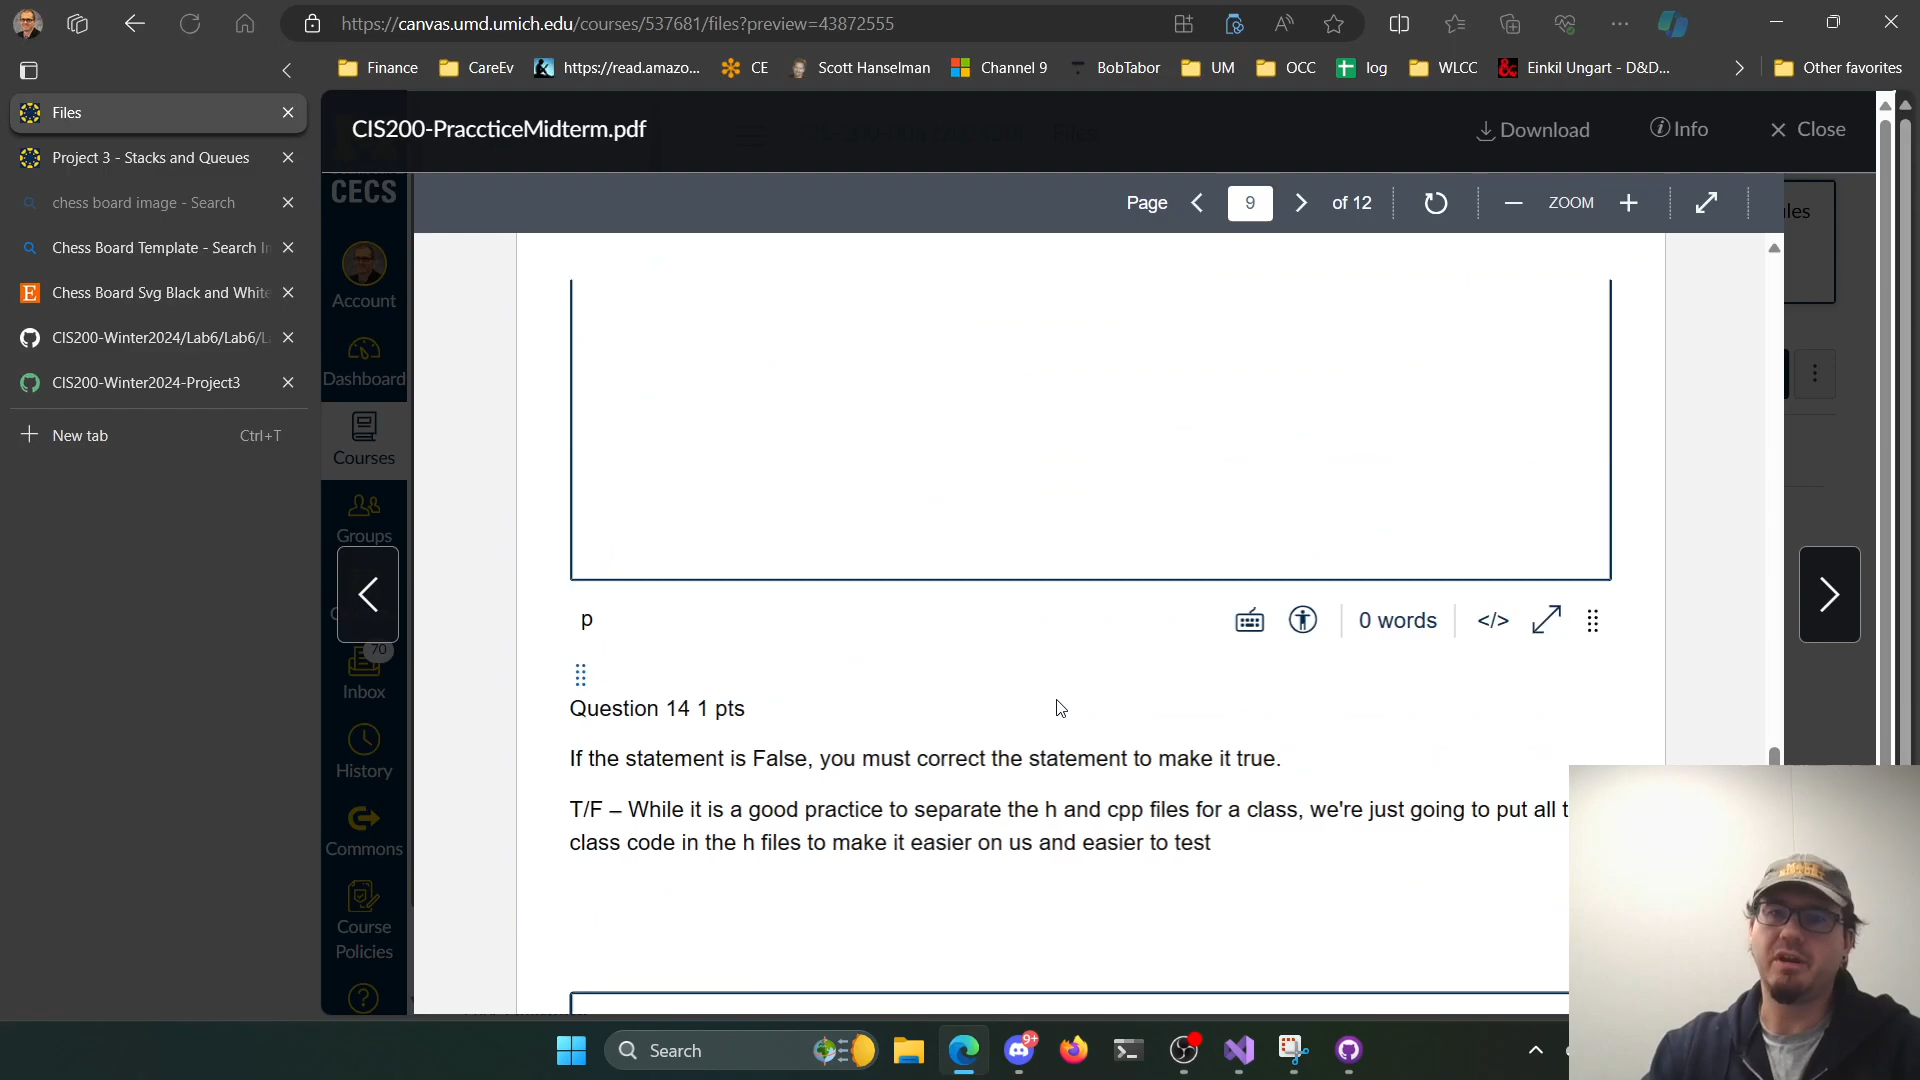 https://canvas.umd.umich.edu/courses/537681/files?preview=43872555
Finance
CareEv
https://read.amazo...
CE
Scott Hanselman
Channel 9
BobTabor
UM
OCC
log
WLCC
Einkil Ungart - D&D...
Other favorites
Files
Project 3 - Stacks and Queues
chess board image - Search
Chess Board Template - Search
Chess Board Svg Black and White
CIS200-Winter2024/Lab6/Lab6/L
CIS200-Winter2024-Project3
New tab
Ctrl+T
CIS200-PraccticeMidterm.pdf
Download
Info
Close
CECS
Account
Dashboard
Courses
Groups
70
Inbox
History
Commons
Course
Policies
Page
9
of 12
ZOOM
p
0 words
</>
Question 14 1 pts
If the statement is False, you must correct the statement to make it true.
T/F – While it is a good practice to separate the h and cpp files for a class, we're just going to put all t
class code in the h files to make it easier on us and easier to test
Search
9+